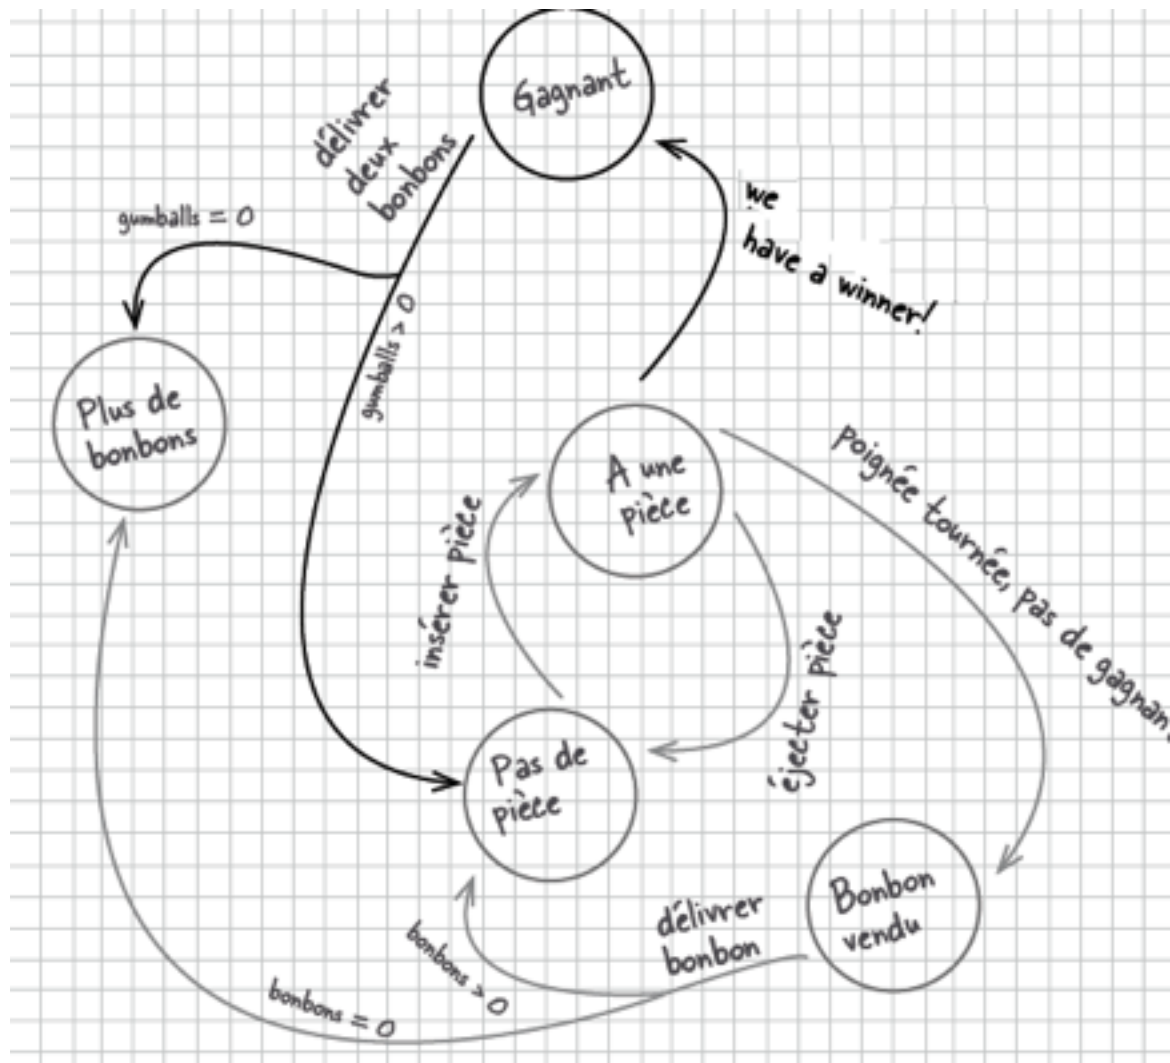 Gagnant
délivrer
deux
bonbons
we
have a winner!
gumballs = 0
gumballs > 0
Plus de
bonbons
A une
pièce
poignée tournée, pas de gagnant
insérer pièce
éjecter pièce
Pas de
pièce
Bonbon
vendu
délivrer
bonbon
bonbons > 0
bonbons = 0